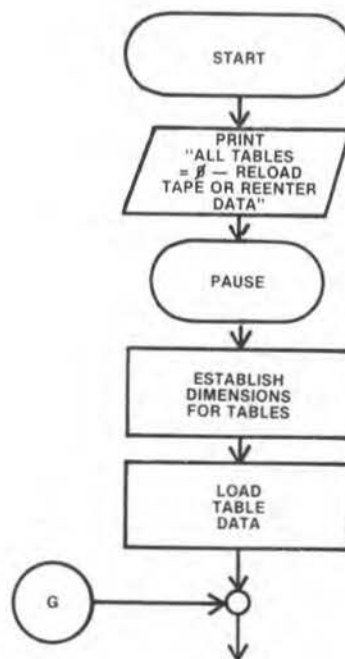 START
PRINT
"ALL TABLES
= Ø — RELOAD
TAPE OR REENTER
DATA"
PAUSE
ESTABLISH
DIMENSIONS
FOR TABLES
LOAD
TABLE
DATA
G